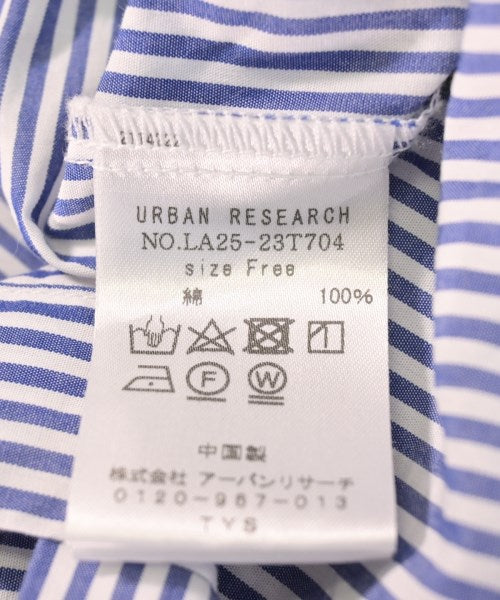 2114122
URBAN RESEARCH
NO.LA25-23T704
size Free
綿 100%
F W
中国製
株式会社 アーバンリサーチ
0120-967-013
TYS